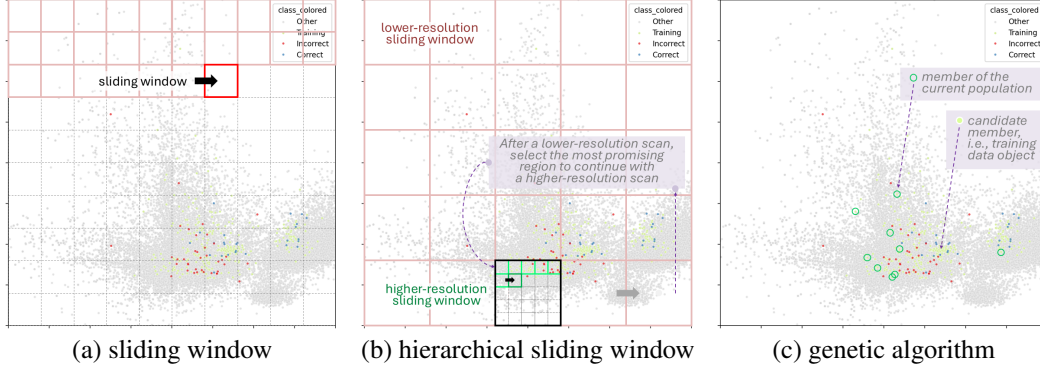 class_colored
Other
Training
Incorrect
Correct
sliding window
(a) sliding window
class_colored
Other
Training
Incorrect
Correct
lower-resolution
sliding window
After a lower-resolution scan,
select the most promising
region to continue with
a higher-resolution scan
higher-resolution
sliding window
(b) hierarchical sliding window
class_colored
Other
Training
Incorrect
Correct
member of the
current population
candidate
member,
i.e., training
data object
(c) genetic algorithm